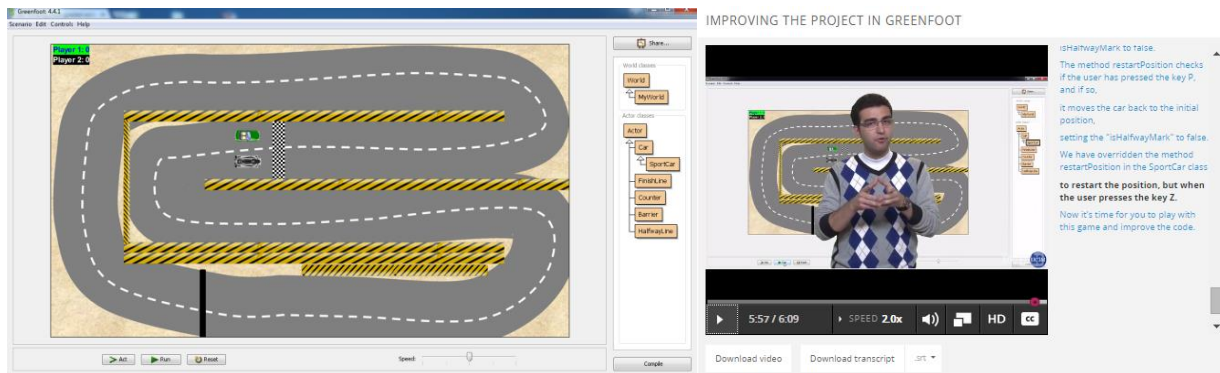 Greenfoot 4.4.1
Scenario Edit Controls Help
Player 1: 0
Player 2: 0
Share...
World classes
World
MyWorld
Actor classes
Actor
Car
SportCar
FinishLine
Counter
Barrier
HalfwayLine
Act
Run
Reset
Speed:
Compile
IMPROVING THE PROJECT IN GREENFOOT
isHalfwayMark to false.
The method restartPosition checks
if the user has pressed the key P,
and if so,
it moves the car back to the initial
position,
setting the "isHalfwayMark" to false.
We have overridden the method
restartPosition in the SportCar class
to restart the position, but when
the user presses the key Z.
Now it's time for you to play with
this game and improve the code.
5:57 / 6:09
SPEED 2.0x
HD
CC
Download video
Download transcript
.srt